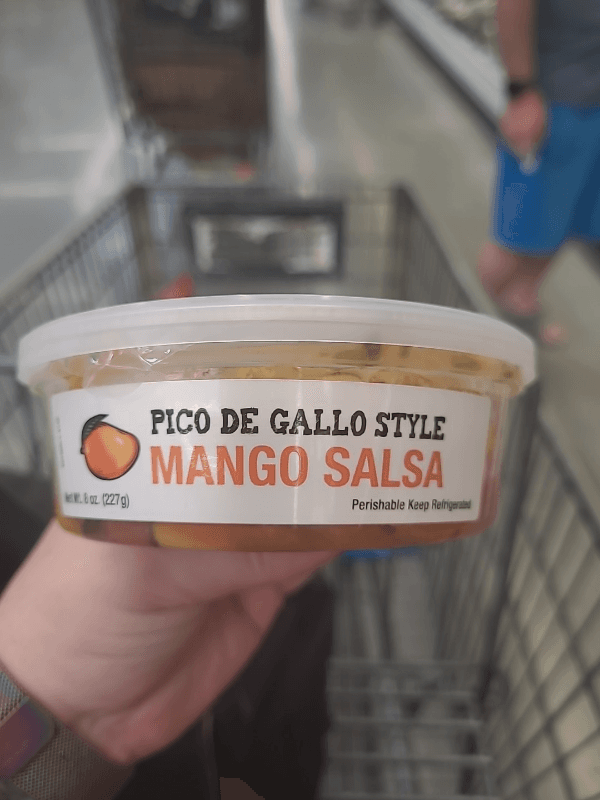 PICO DE GALLO STYLE
MANGO SALSA
Net Wt. 8 oz. (227g)
Perishable Keep Refrigerated